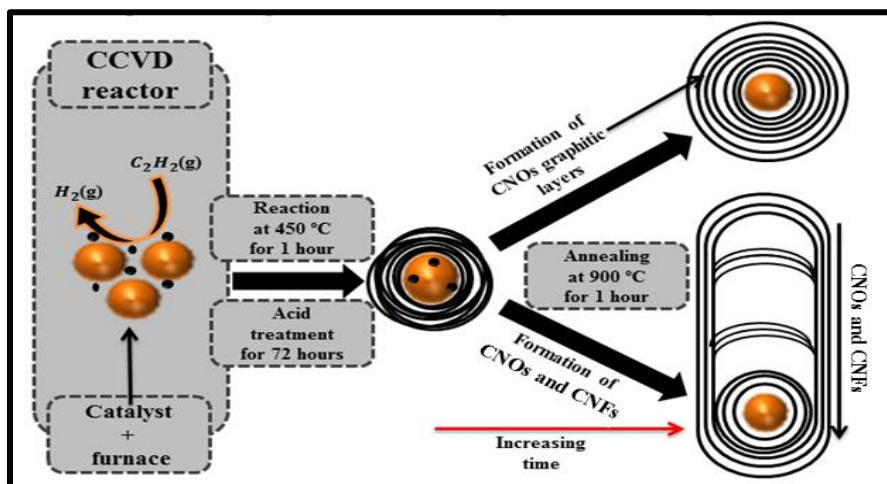 CCVD
reactor
C₂H₂(g)
H₂(g)
Catalyst
+
furnace
Reaction
at 450 °C
for 1 hour
Acid
treatment
for 72 hours
Formation of
CNOs graphitic
layers
Annealing
at 900 °C
for 1 hour
Formation of
CNOs and CNFs
Increasing
time
CNOs and CNFs